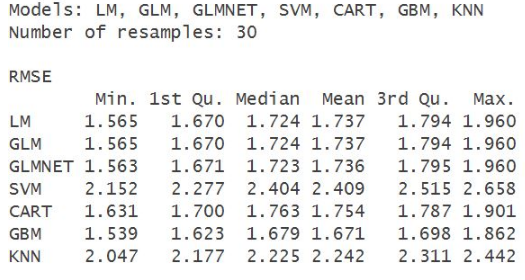 Models: LM, GLM, GLMNET, SVM, CART, GBM, KNN
Number of resamples: 30
RMSE
Min. 1st Qu. Median Mean 3rd Qu. Max.
LM 1.565 1.670 1.724 1.737 1.794 1.960
GLM 1.565 1.670 1.724 1.737 1.794 1.960
GLMNET 1.563 1.671 1.723 1.736 1.795 1.960
SVM 2.152 2.277 2.404 2.409 2.515 2.658
CART 1.631 1.700 1.763 1.754 1.787 1.901
GBM 1.539 1.623 1.679 1.671 1.698 1.862
KNN 2.047 2.177 2.225 2.242 2.311 2.442